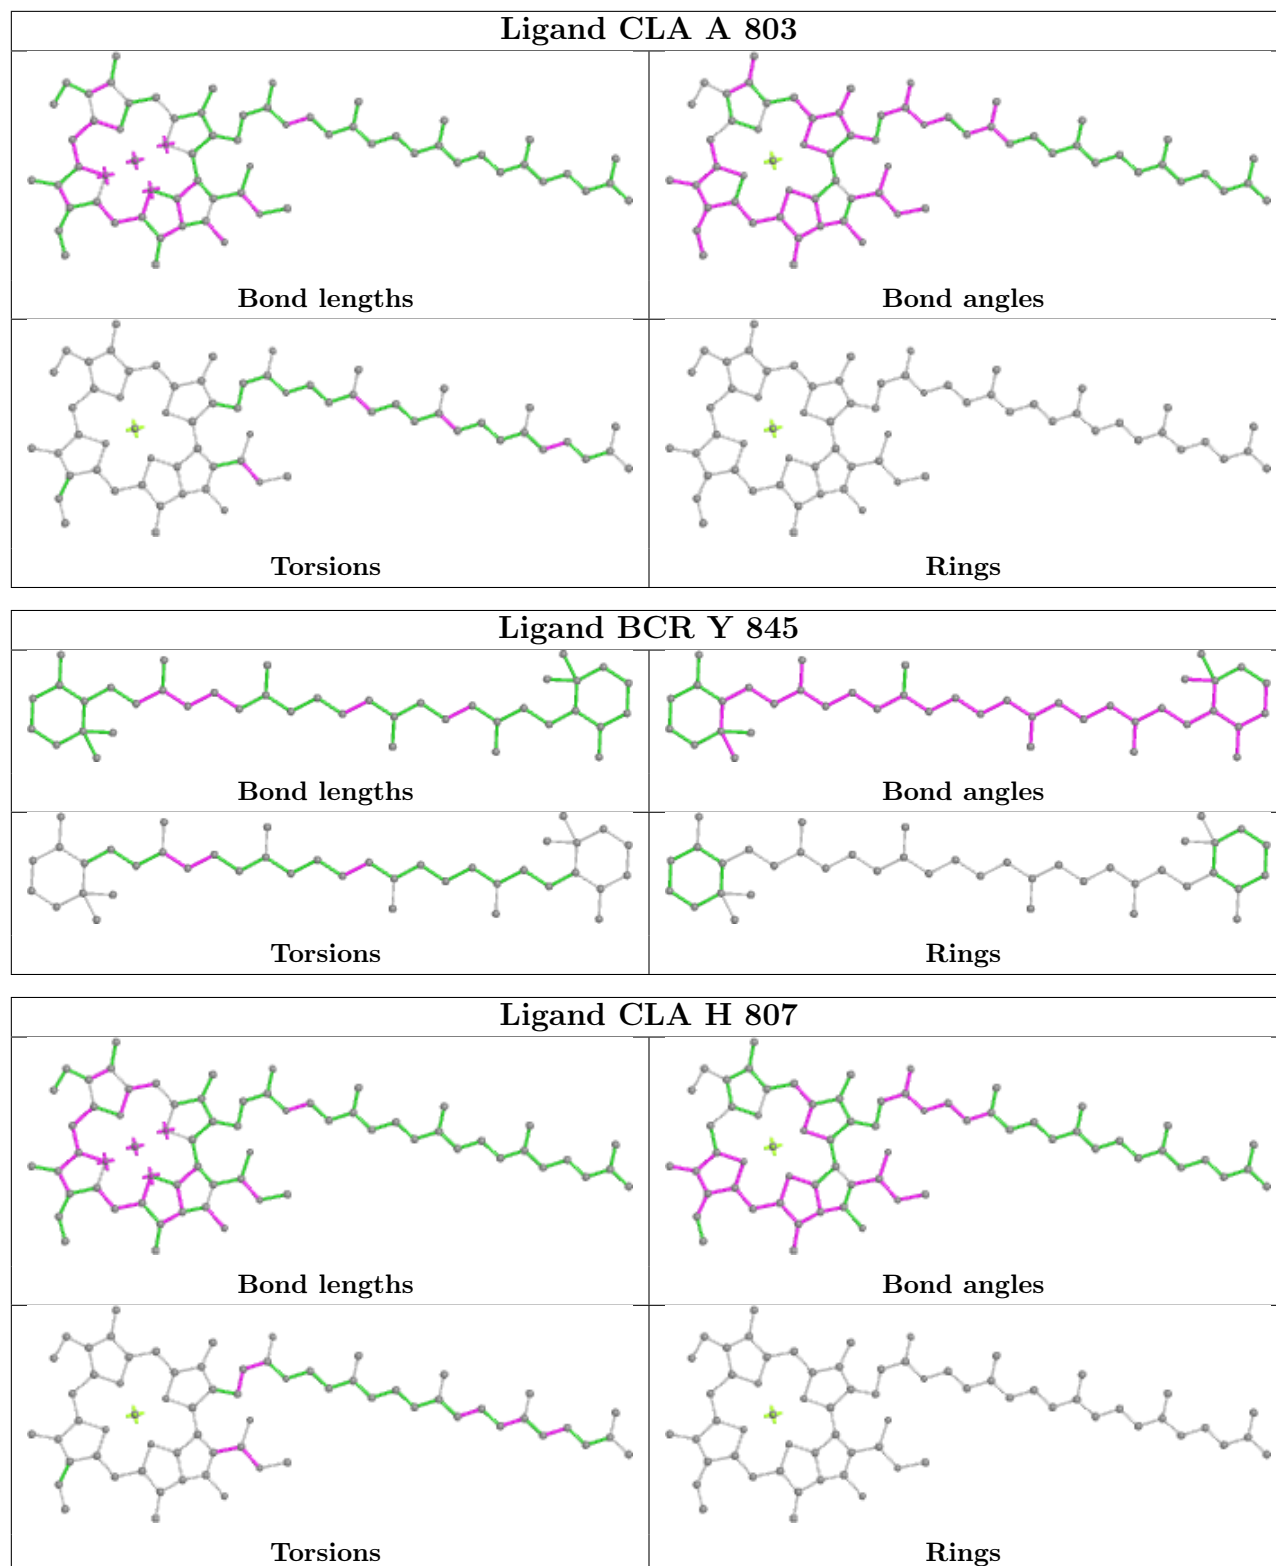 Ligand CLA A 803
Bond lengths
Bond angles
Torsions
Rings
Ligand BCR Y 845
Bond lengths
Bond angles
Torsions
Rings
Ligand CLA H 807
Bond lengths
Bond angles
Torsions
Rings